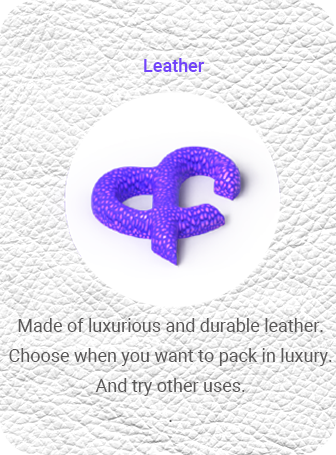 Leather
Made of luxurious and durable leather.
Choose when you want to pack in luxury.
And try other uses.
.